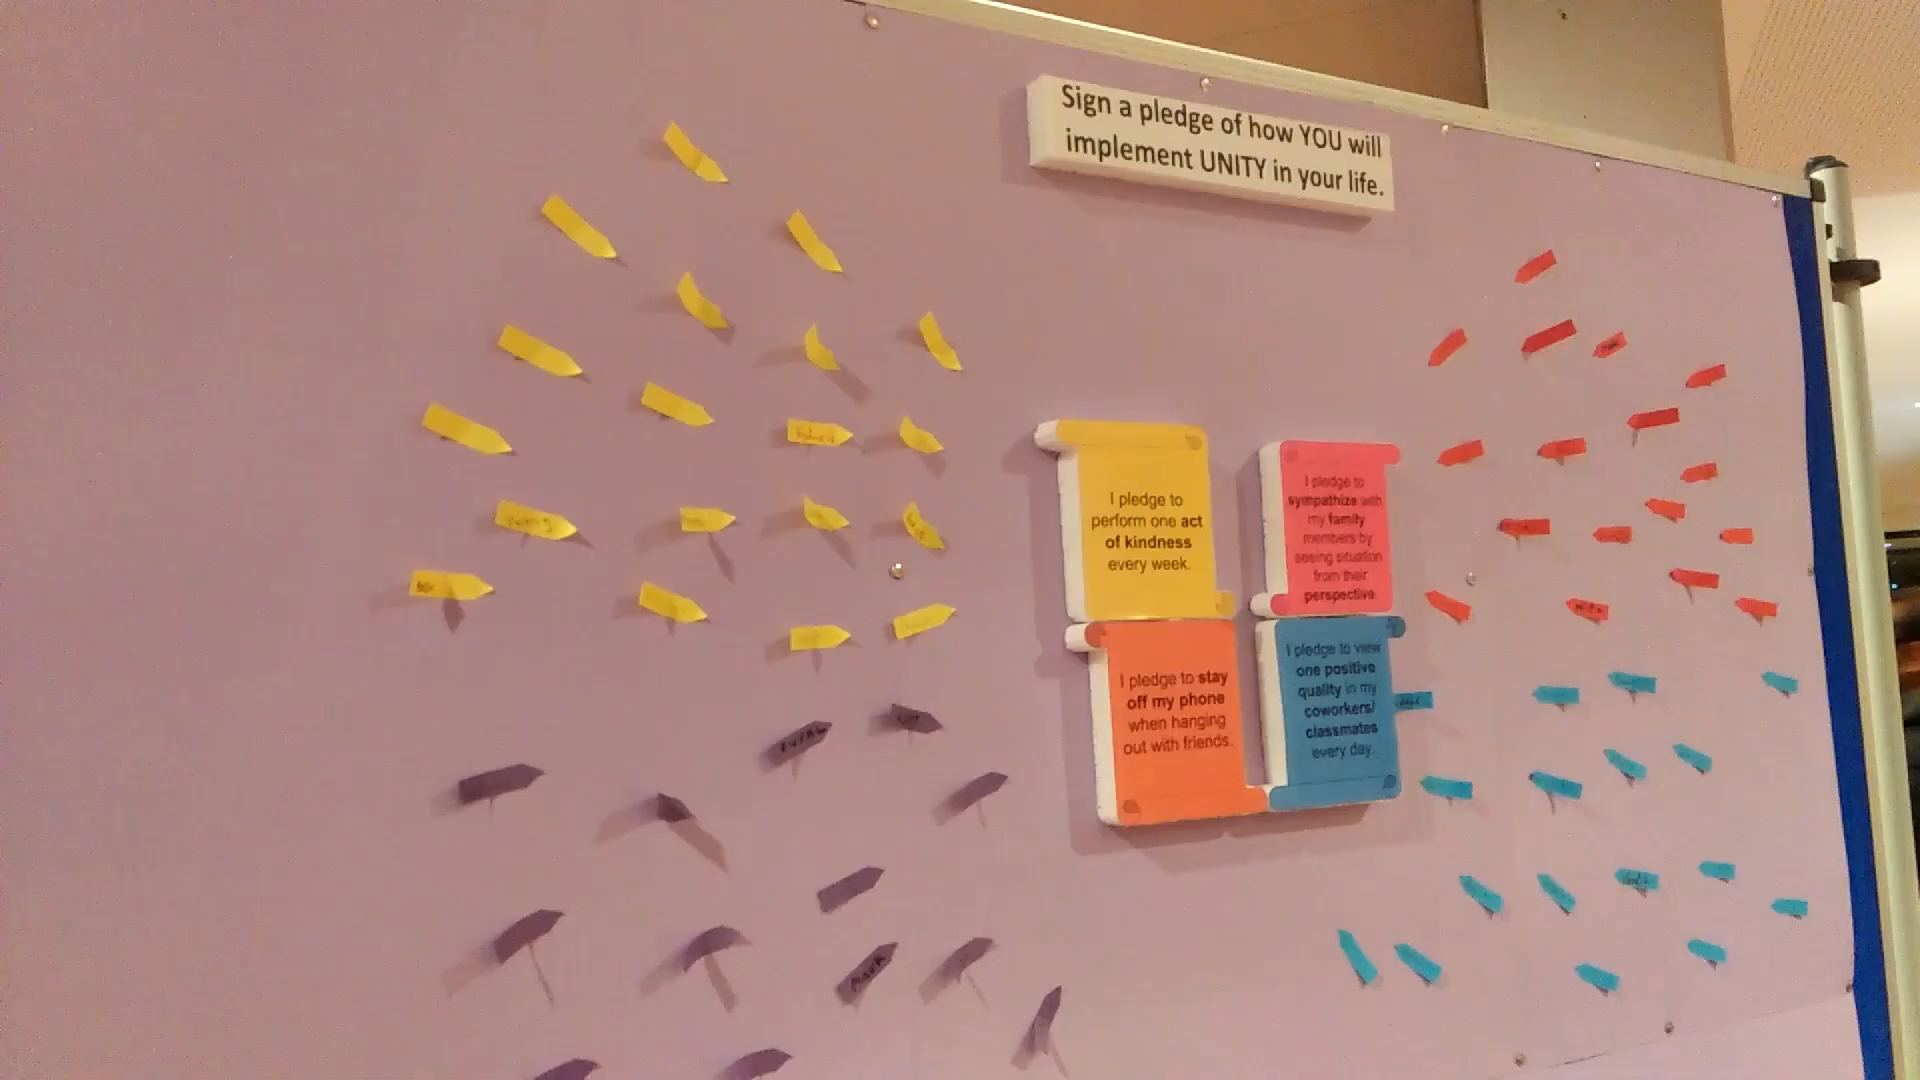 Sign a pledge of how YOU will
implement UNITY in your life.
I pledge to
perform one act
of kindness
every week.
I pledge to
sympathize with
my family
members by
seeing situation
from their
perspective.
I pledge to stay
off my phone
when hanging
out with friends.
I pledge to view
one positive
quality in my
coworkers/
classmates
every day.